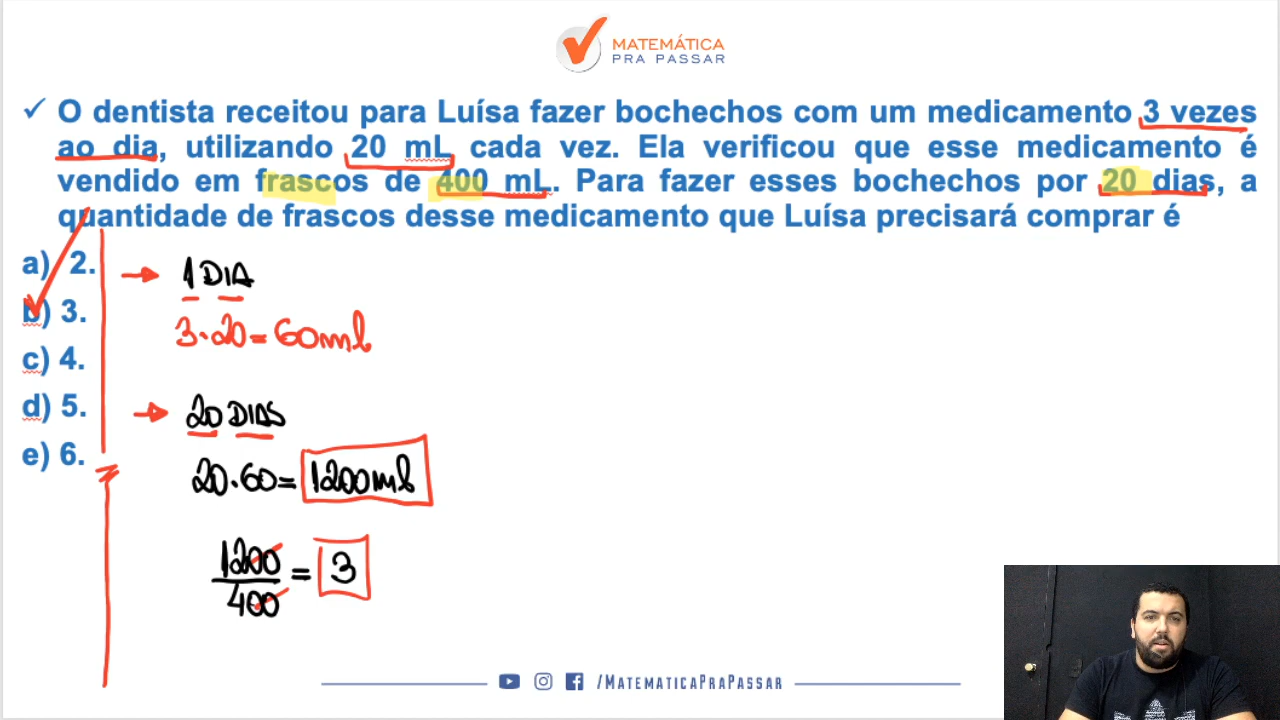 MATEMÁTICA
PRA PASSAR
✓ O dentista receitou para Luísa fazer bochechos com um medicamento 3 vezes
ao dia, utilizando 20 mL cada vez. Ela verificou que esse medicamento é
vendido em frascos de 400 mL. Para fazer esses bochechos por 20 dias, a
quantidade de frascos desse medicamento que Luísa precisará comprar é
a) 2.
b) 3.
c) 4.
d) 5.
e) 6.
→ 1 DIA
3·20=60ml
→ 20 DIAS
20·60= 1200ml
1200
400
= 3
/MATEMATICAPRAPASSAR